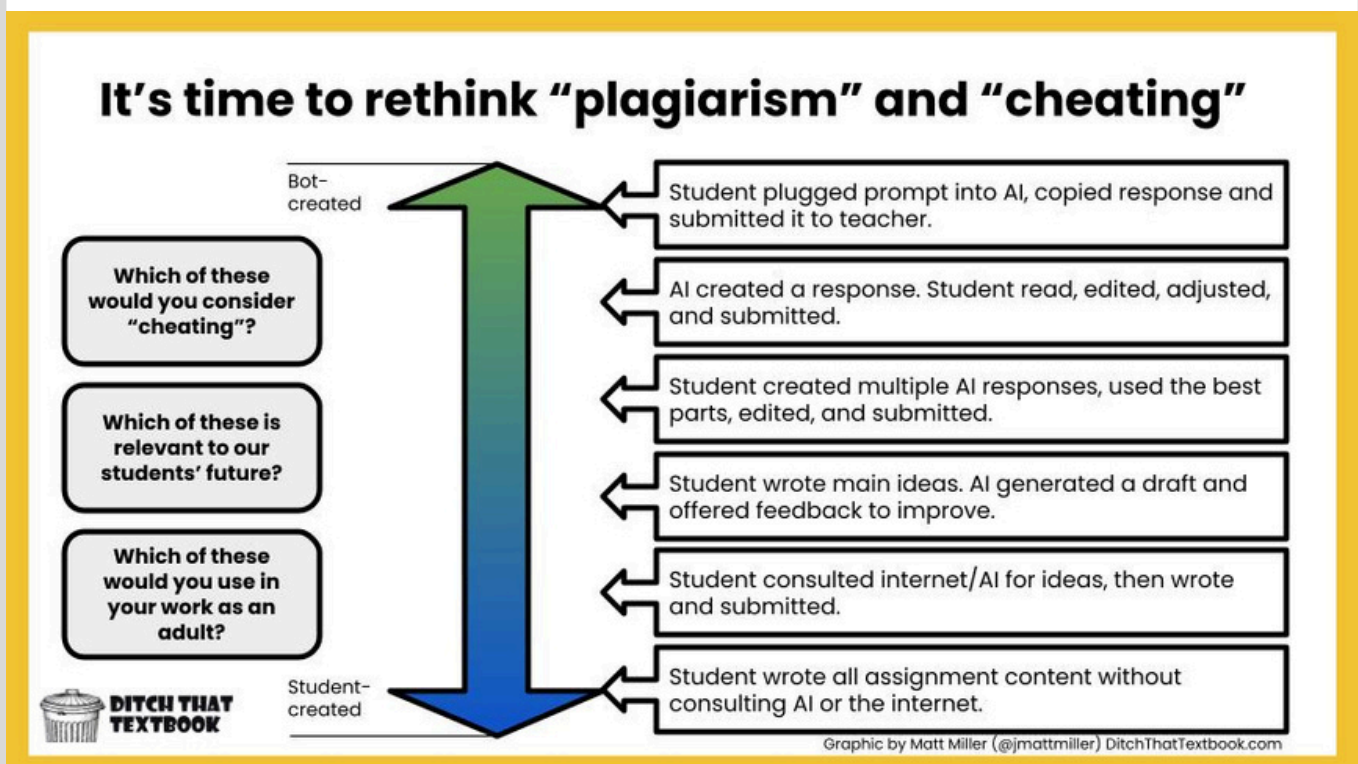 It's time to rethink “plagiarism” and “cheating”
Bot-
created
Which of these
would you consider
“cheating”?
Which of these is
relevant to our
students’ future?
Which of these
would you use in
your work as an
adult?
Student-
created
Student plugged prompt into AI, copied response and
submitted it to teacher.
AI created a response. Student read, edited, adjusted,
and submitted.
Student created multiple AI responses, used the best
parts, edited, and submitted.
Student wrote main ideas. AI generated a draft and
offered feedback to improve.
Student consulted internet/AI for ideas, then wrote
and submitted.
Student wrote all assignment content without
consulting AI or the internet.
DITCH THAT
TEXTBOOK
Graphic by Matt Miller (@jmattmiller) DitchThatTextbook.com